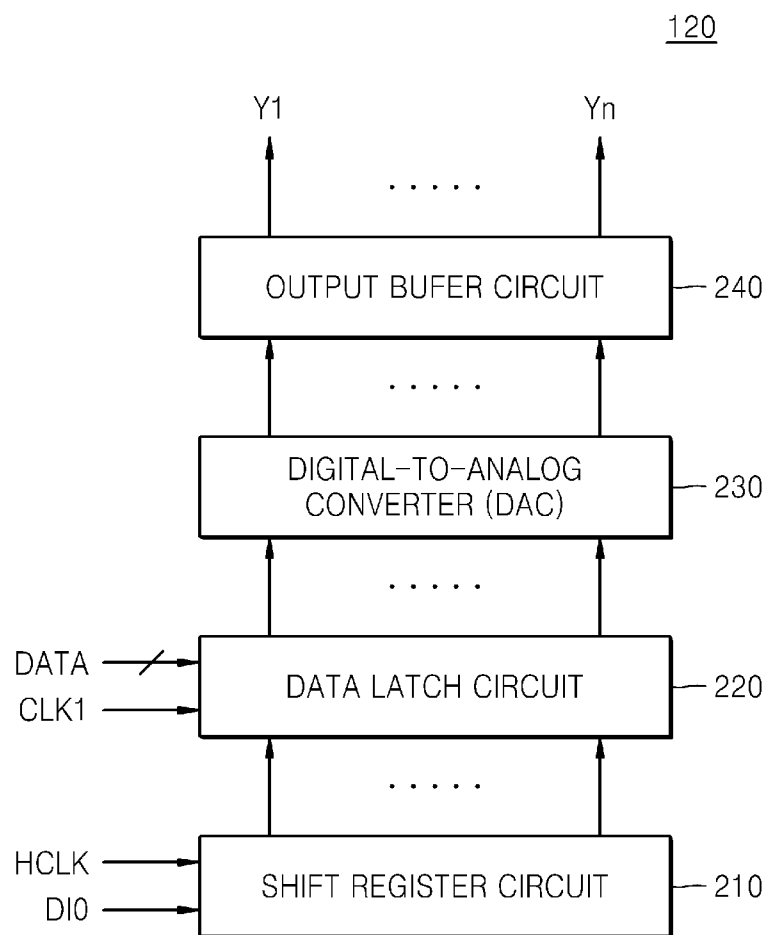 120
Y1 Yn
.....
OUTPUT BUFER CIRCUIT 240
.....
DIGITAL-TO-ANALOG
CONVERTER (DAC) 230
.....
DATA
CLK1
DATA LATCH CIRCUIT 220
.....
HCLK
DI0
SHIFT REGISTER CIRCUIT 210